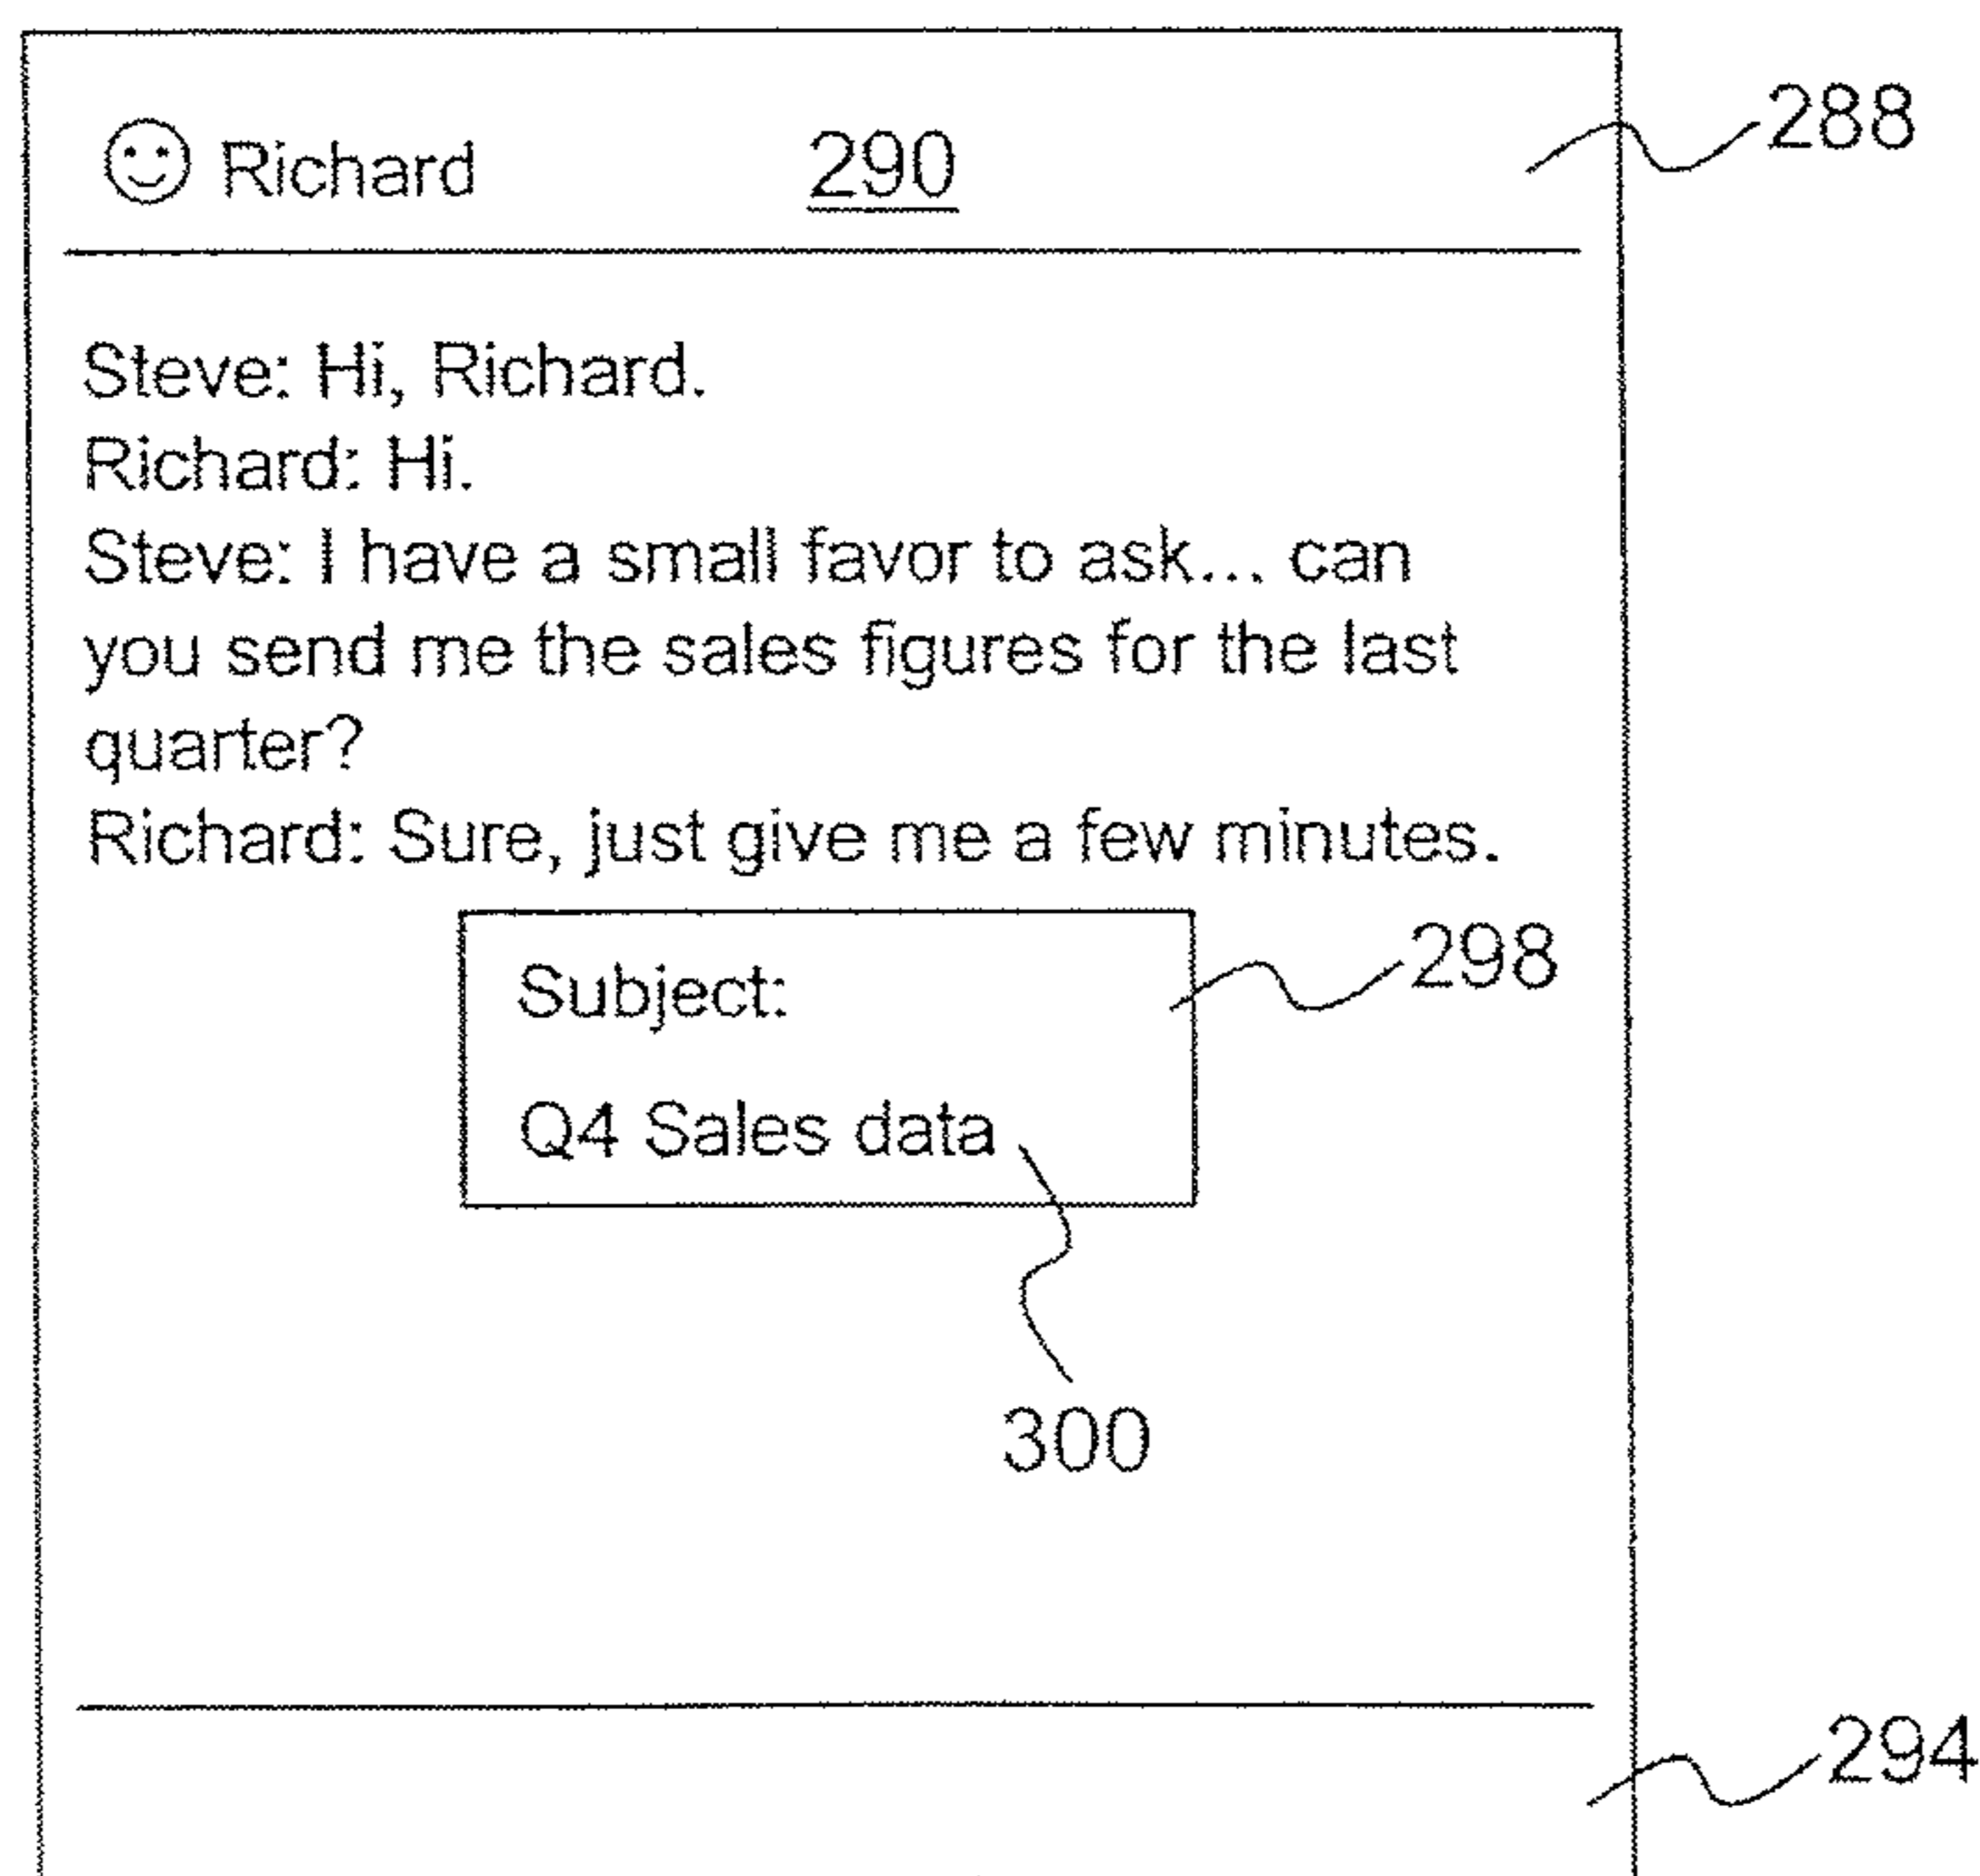 Richard 290 288
Steve: Hi, Richard.
Richard: Hi.
Steve: I have a small favor to ask... can
you send me the sales figures for the last
quarter?
Richard: Sure, just give me a few minutes.
Subject: 298
Q4 Sales data
300
294